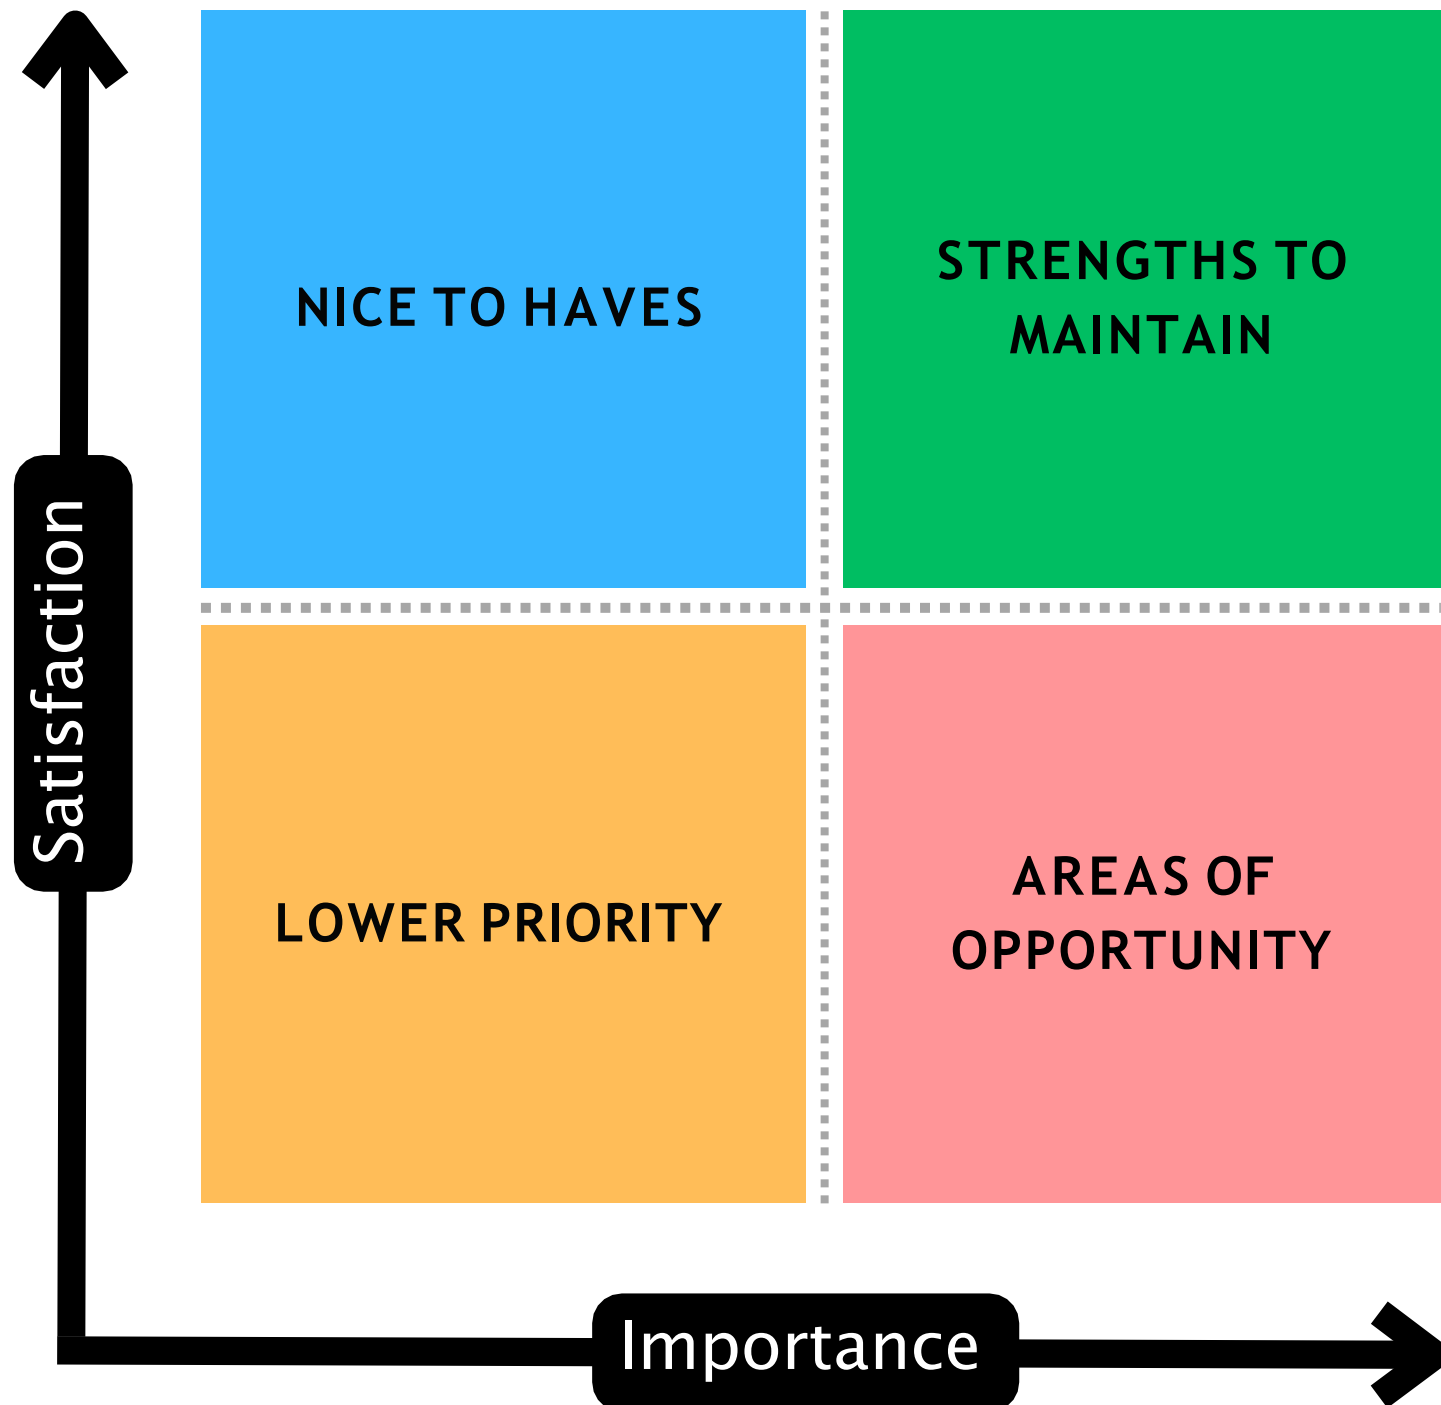 NICE TO HAVES
STRENGTHS TO
MAINTAIN
Satisfaction
LOWER PRIORITY
AREAS OF
OPPORTUNITY
Importance